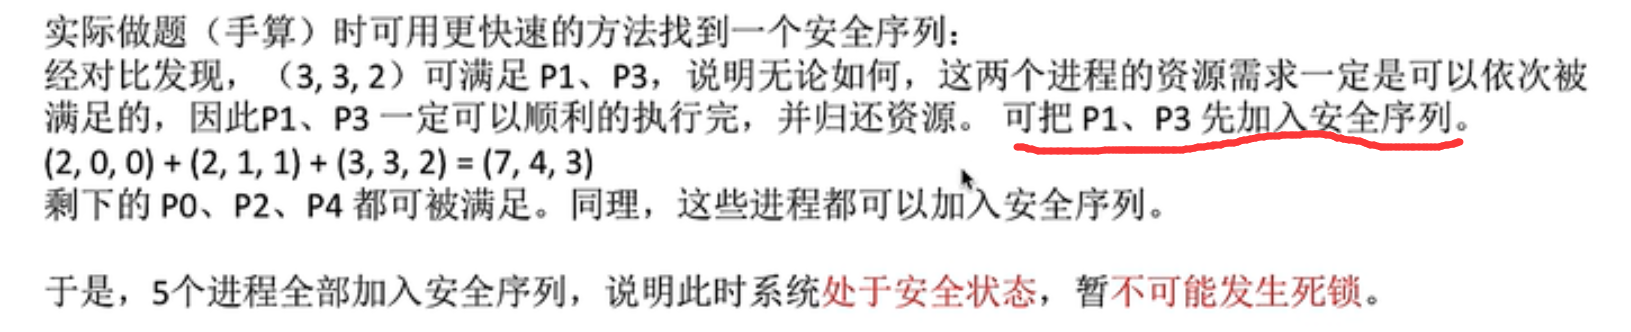 实际做题（手算）时可用更快速的方法找到一个安全序列：
经对比发现，（3, 3, 2）可满足 P1、P3，说明无论如何，这两个进程的资源需求一定是可以依次被
满足的，因此P1、P3 一定可以顺利的执行完，并归还资源。 可把 P1、P3 先加入安全序列。
(2, 0, 0) + (2, 1, 1) + (3, 3, 2) = (7, 4, 3)
剩下的 P0、P2、P4 都可被满足。同理，这些进程都可以加入安全序列。
于是，5个进程全部加入安全序列，说明此时系统处于安全状态，暂不可能发生死锁。